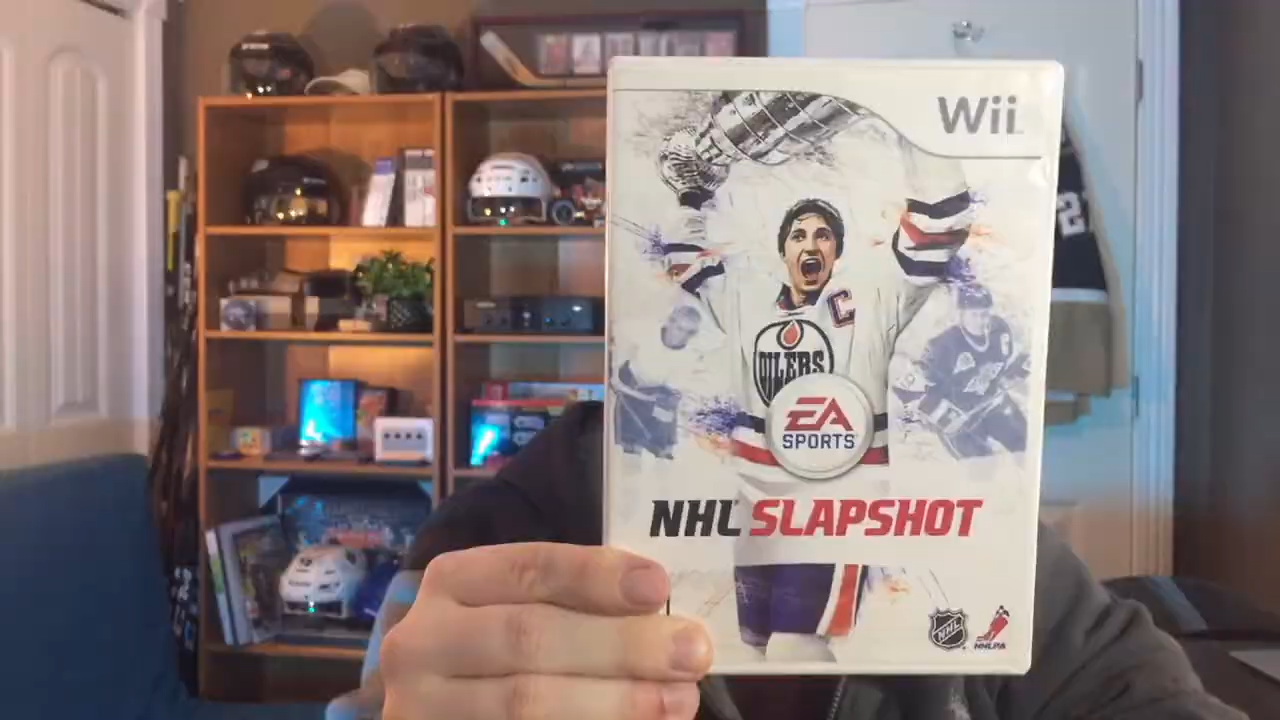 Wii
C
OILERS
EA
SPORTS
NHL SLAPSHOT
NHL
NHLPA